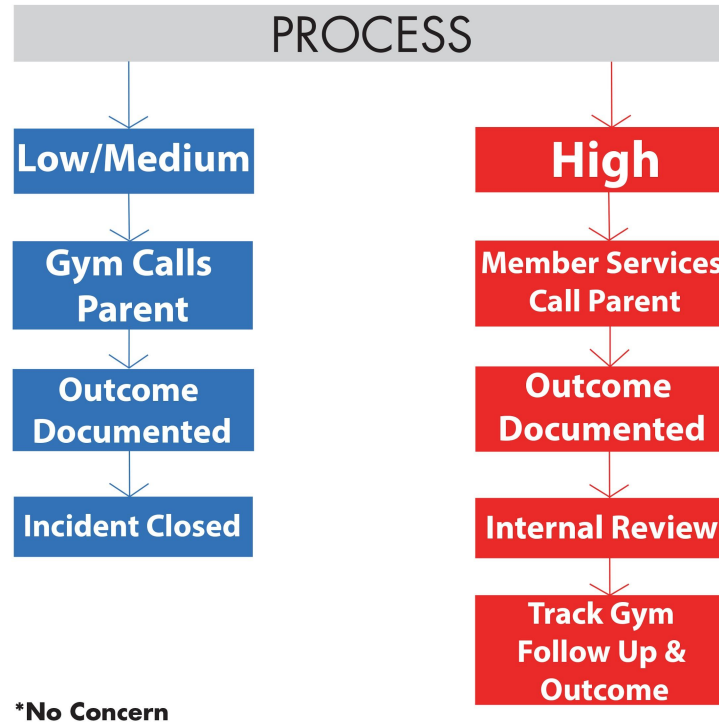 PROCESS
Low/Medium
Gym Calls
Parent
Outcome
Documented
Incident Closed
High
Member Services
Call Parent
Outcome
Documented
Internal Review
Track Gym
Follow Up &
Outcome
*No Concern